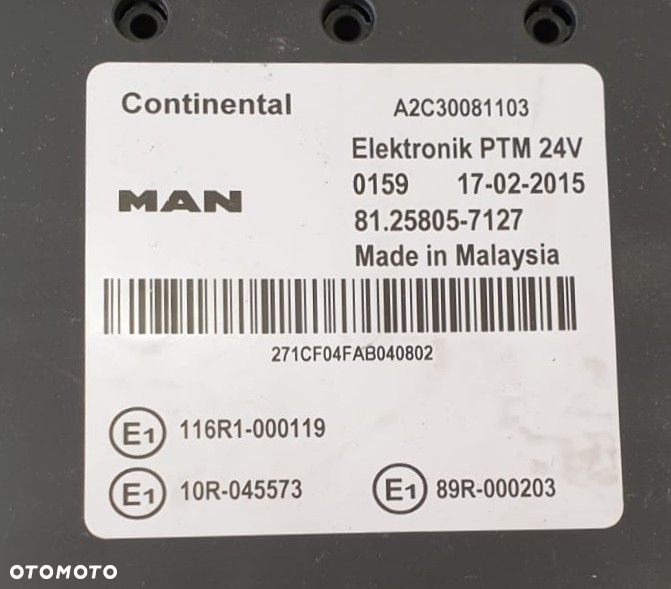 Continental A2C30081103
Elektronik PTM 24V
MAN 0159 17-02-2015
81.25805-7127
Made in Malaysia
271CF04FAB040802
E1 116R1-000119
E1 10R-045573 E1 89R-000203
OTOMOTO